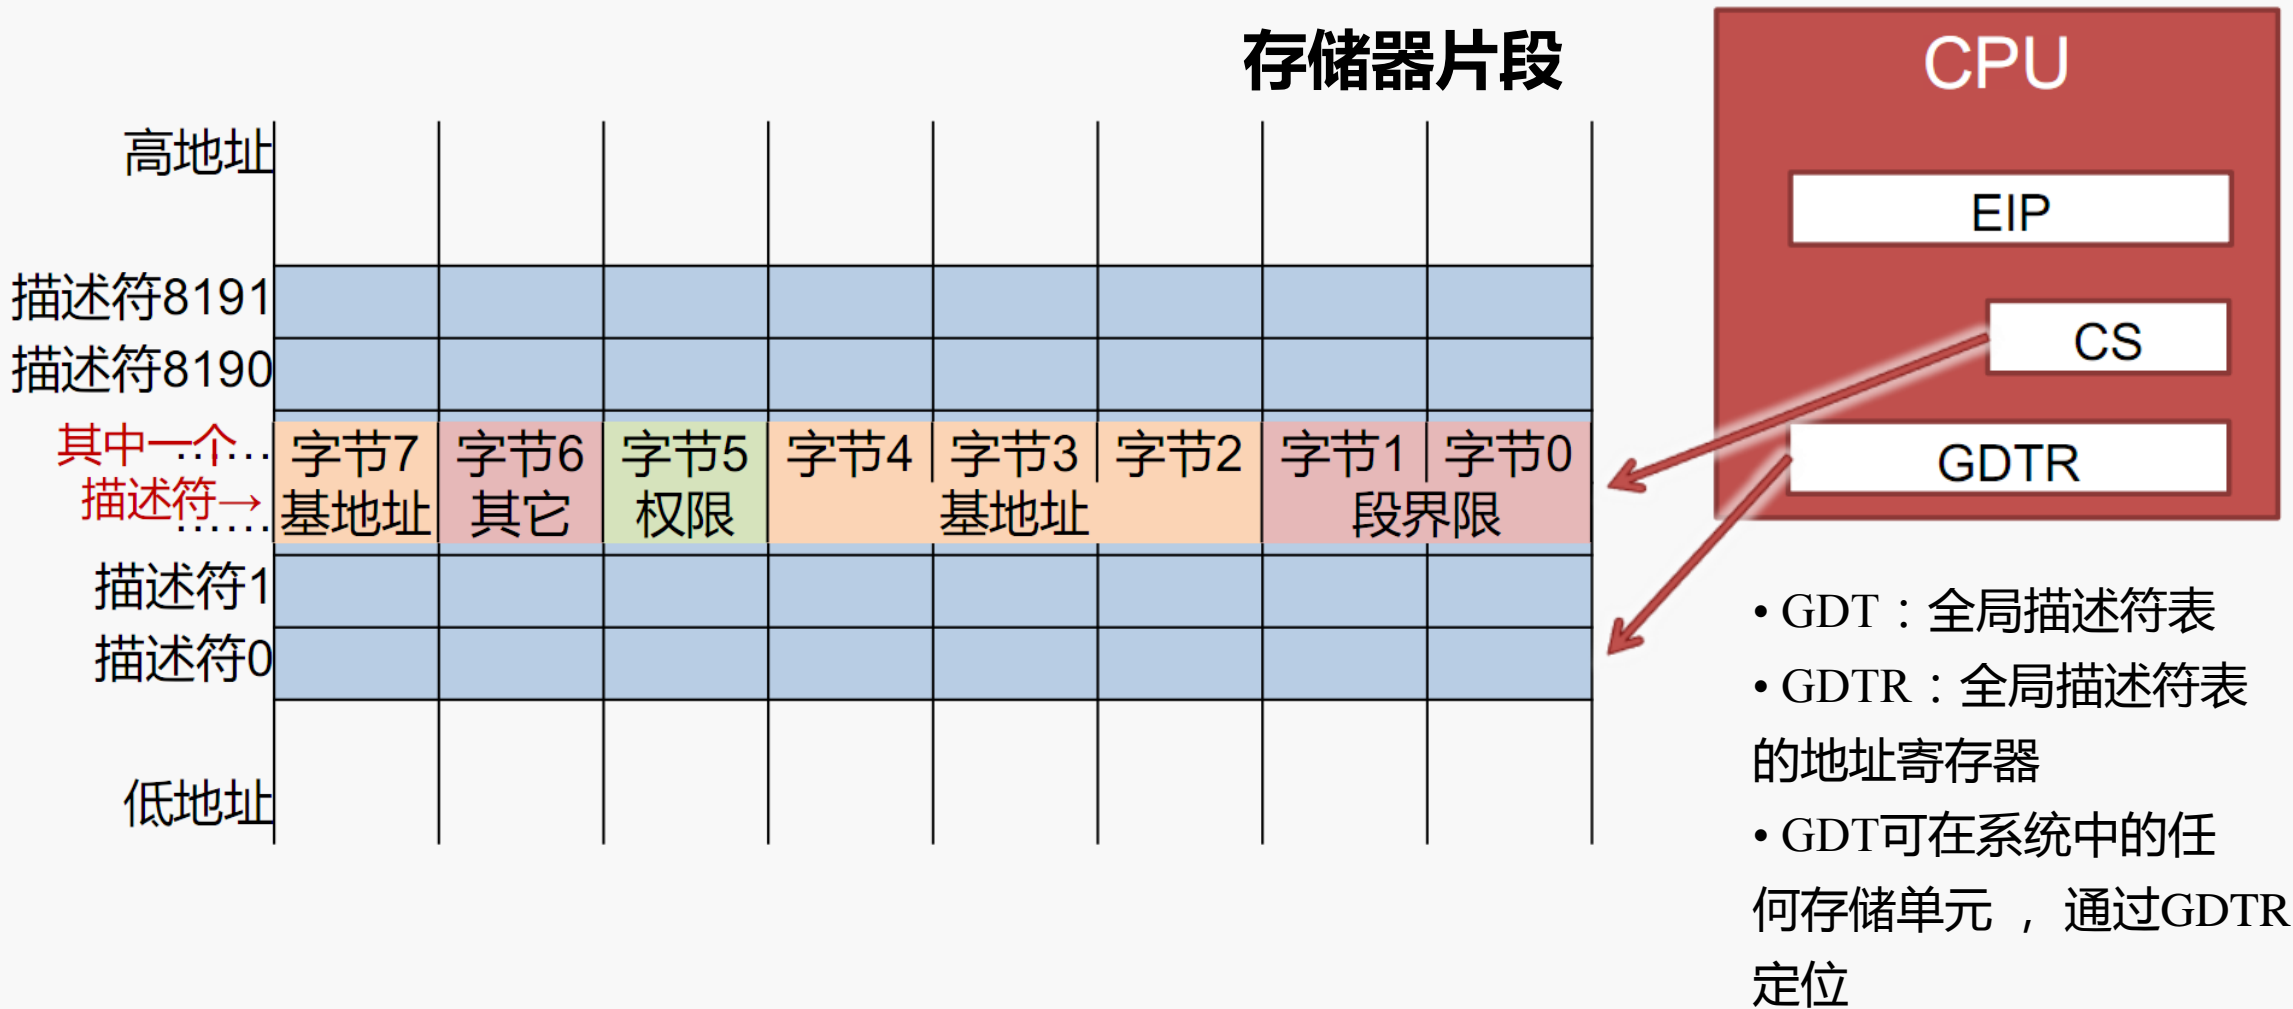 存储器片段
CPU
EIP
CS
GDTR
高地址
描述符8191
描述符8190
其中一个……
描述符→
……
字节7 字节6 字节5 字节4 字节3 字节2 字节1 字节0
基地址 其它 权限 基地址 段界限
描述符1
描述符0
低地址
• GDT：全局描述符表
• GDTR：全局描述符表
的地址寄存器
• GDT可在系统中的任
何存储单元，通过GDTR
定位